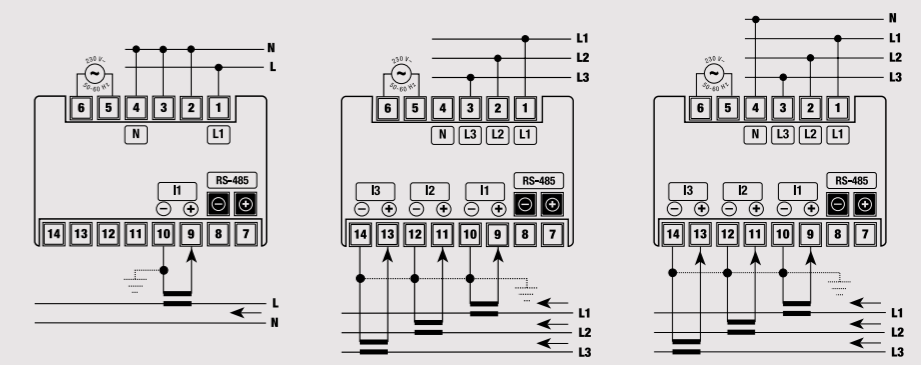 N
L
230 V~
50-60 Hz
6 5 4 3 2 1
N L1
RS-485
I1
− +
− +
14 13 12 11 10 9 8 7
L
N
L1
L2
L3
230 V~
50-60 Hz
6 5 4 3 2 1
N L3 L2 L1
RS-485
I3 I2 I1
− + − + − +
− +
14 13 12 11 10 9 8 7
L1
L2
L3
N
L1
L2
L3
230 V~
50-60 Hz
6 5 4 3 2 1
N L3 L2 L1
RS-485
I3 I2 I1
− + − + − +
− +
14 13 12 11 10 9 8 7
L1
L2
L3